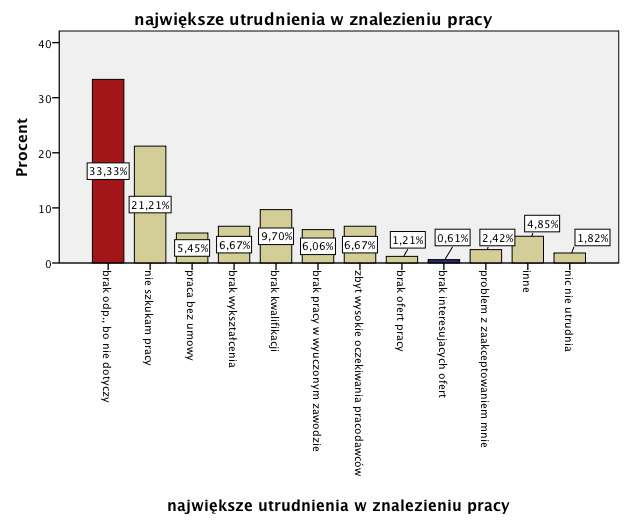 największe utrudnienia w znalezieniu pracy
Procent
40
30
20
10
0
33,33%
21,21%
5,45%
6,67%
9,70%
6,06%
6,67%
1,21%
0,61%
2,42%
4,85%
1,82%
brak odp., bo nie dotyczy
nie szkukam pracy
praca bez umowy
brak wykształcenia
brak kwalifikacji
brak pracy w wyuczonym zawodzie
zbyt wysokie oczekiwania pracodawców
brak ofert pracy
brak interesujacych ofert
problem z zaakceptowaniem mnie
inne
nic nie utrudnia
największe utrudnienia w znalezieniu pracy